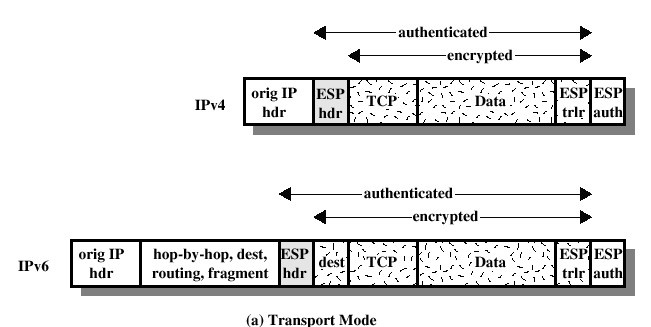 authenticated
encrypted
IPv4
orig IP hdr
ESP hdr
TCP
Data
ESP trlr
ESP auth
authenticated
encrypted
IPv6
orig IP hdr
hop-by-hop, dest,
routing, fragment
ESP hdr
dest
TCP
Data
ESP trlr
ESP auth
(a) Transport Mode